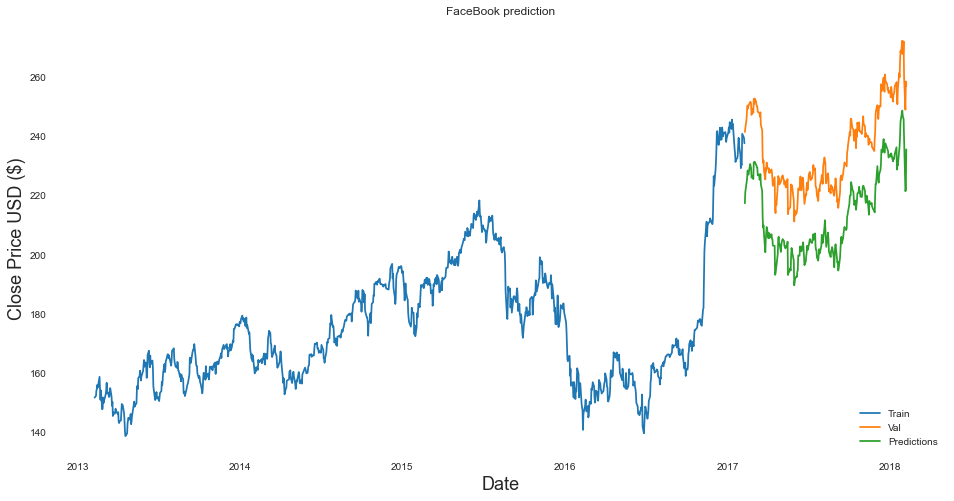 FaceBook prediction
Close Price USD ($)
260
240
220
200
180
160
140
2013
2014
2015
2016
2017
2018
Date
Train
Val
Predictions